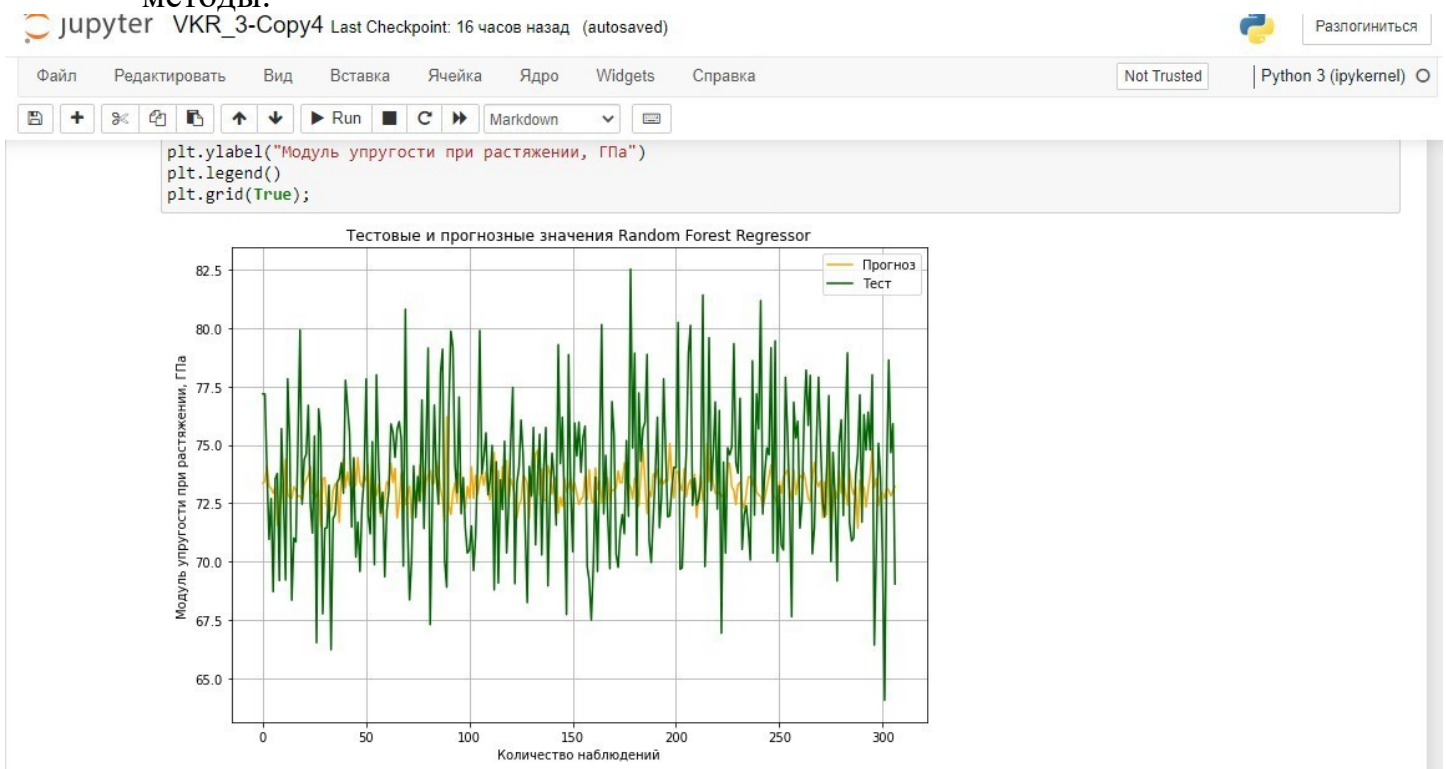 методы.
jupyter VKR_3-Copy4 Last Checkpoint: 16 часов назад (autosaved)
Разлогиниться
Файл Редактировать Вид Вставка Ячейка Ядро Widgets Справка
Not Trusted
Python 3 (ipykernel)
Run
Markdown
plt.ylabel("Модуль упругости при растяжении, ГПа")
plt.legend()
plt.grid(True);
Тестовые и прогнозные значения Random Forest Regressor
Прогноз
Тест
82.5
80.0
77.5
75.0
72.5
70.0
67.5
65.0
Модуль упругости при растяжении, ГПа
0 50 100 150 200 250 300
Количество наблюдений